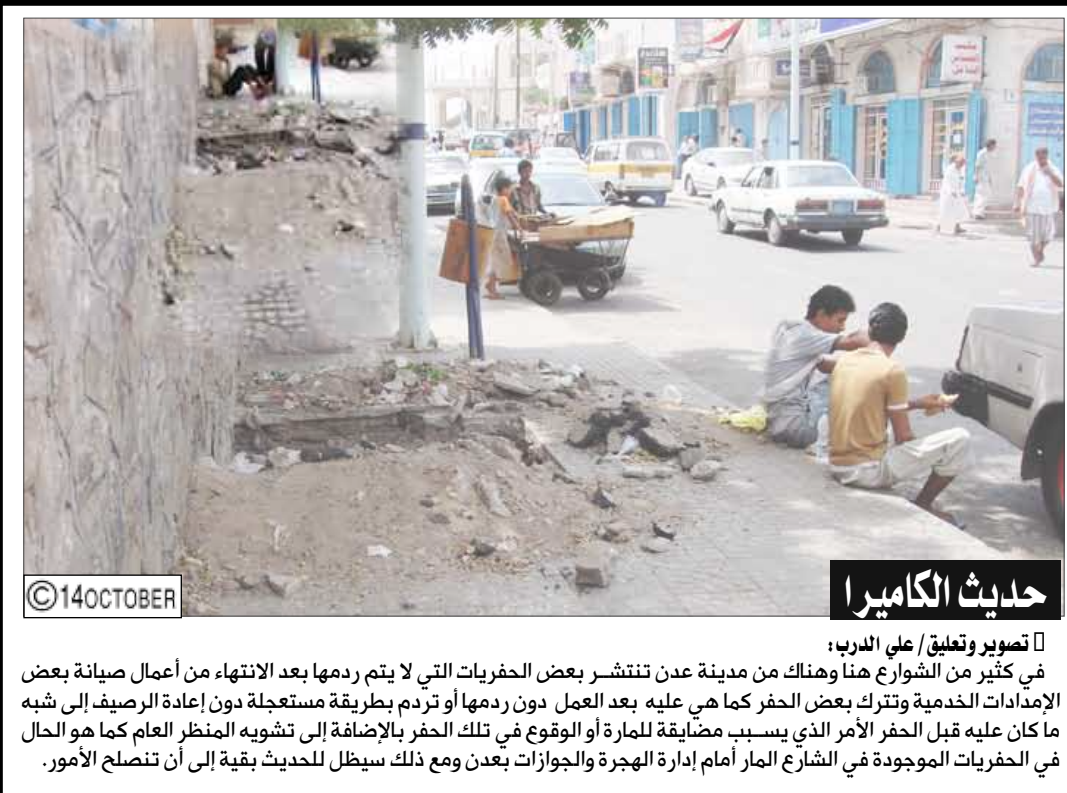 ©14OCTOBER
حديث الكاميرا
تصوير وتعليق/ علي الدرب:
في كثير من الشوارع هنا وهناك من مدينة عدن تنتشر بعض الحفريات التي لا يتم ردمها بعد الانتهاء من أعمال صيانة بعض
الإمدادات الخدمية وتترك بعض الحفر كما هي عليه بعد العمل دون ردمها أو تردم بطريقة مستعجلة دون إعادة الرصيف إلى شبه
ما كان عليه قبل الحفر الأمر الذي يسبب مضايقة للمارة أو الوقوع في تلك الحفر بالإضافة إلى تشويه المنظر العام كما هو الحال
في الحفريات الموجودة في الشارع المار أمام إدارة الهجرة والجوازات بعدن ومع ذلك سيظل للحديث بقية إلى أن تنصلح الأمور.